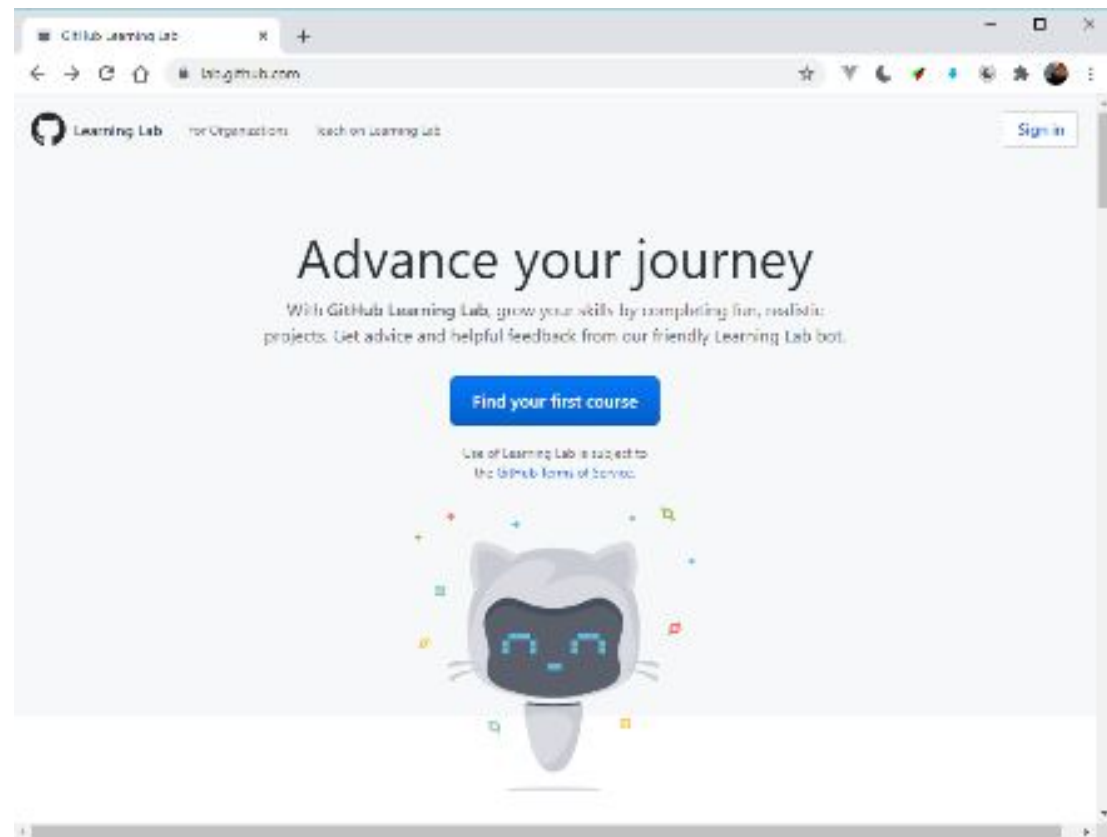 GitHub Learning Lab
lab.github.com
Learning Lab for Organizations Teach on Learning Lab Sign in
Advance your journey
With GitHub Learning Lab, grow your skills by completing fun, realistic
projects. Get advice and helpful feedback from our friendly Learning Lab bot.
Find your first course
Use of Learning Lab is subject to
the GitHub Terms of Service.